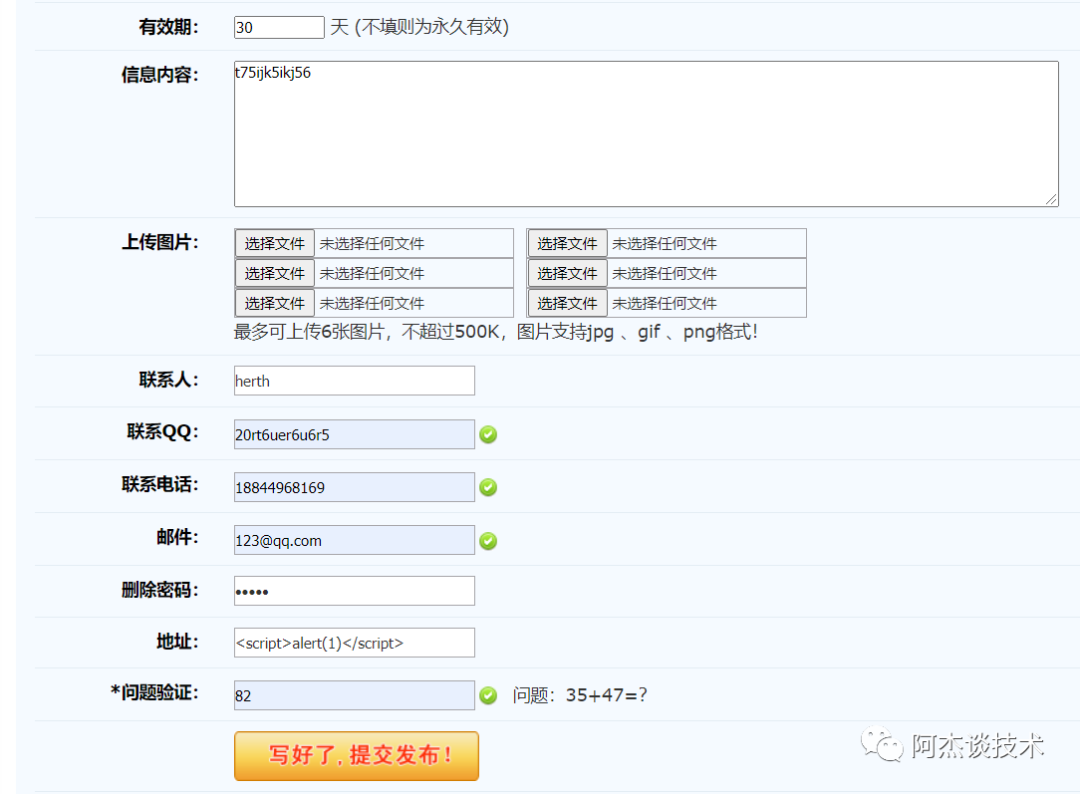 有效期： 30 天 (不填则为永久有效)
信息内容： t75ijk5ikj56
上传图片： 选择文件 未选择任何文件 选择文件 未选择任何文件
选择文件 未选择任何文件 选择文件 未选择任何文件
选择文件 未选择任何文件 选择文件 未选择任何文件
最多可上传6张图片，不超过500K，图片支持jpg 、gif 、png格式！
联系人： herth
联系QQ： 20rt6uer6u6r5
联系电话： 18844968169
邮件： 123@qq.com
删除密码： •••••
地址： <script>alert(1)</script>
*问题验证： 82 问题：35+47=？
写好了，提交发布！
阿杰谈技术